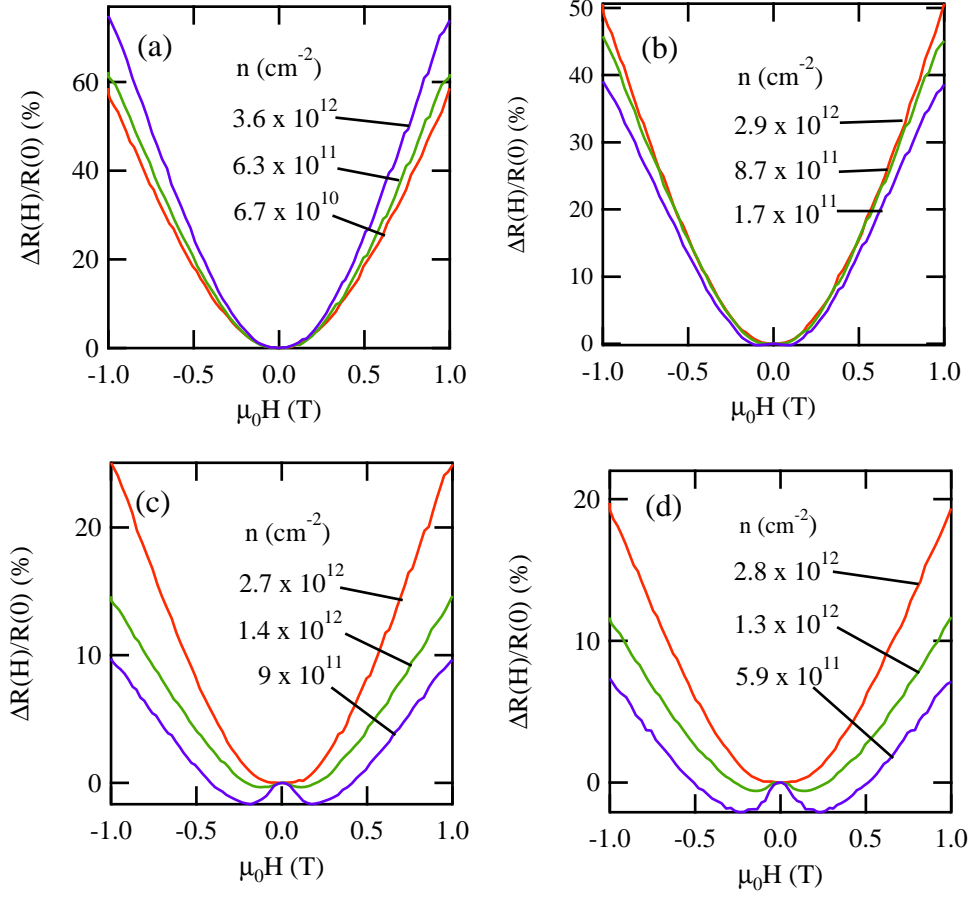 (a)
n (cm-2)
3.6 x 10^12
6.3 x 10^11
6.7 x 10^10
60
40
20
0
ΔR(H)/R(0) (%)
-1.0 -0.5 0.0 0.5 1.0
μ0H (T)
(b)
n (cm-2)
2.9 x 10^12
8.7 x 10^11
1.7 x 10^11
50
40
30
20
10
0
ΔR(H)/R(0) (%)
-1.0 -0.5 0.0 0.5 1.0
μ0H (T)
(c)
n (cm-2)
2.7 x 10^12
1.4 x 10^12
9 x 10^11
20
10
0
ΔR(H)/R(0) (%)
-1.0 -0.5 0.0 0.5 1.0
μ0H (T)
(d)
n (cm-2)
2.8 x 10^12
1.3 x 10^12
5.9 x 10^11
20
10
0
ΔR(H)/R(0) (%)
-1.0 -0.5 0.0 0.5 1.0
μ0H (T)